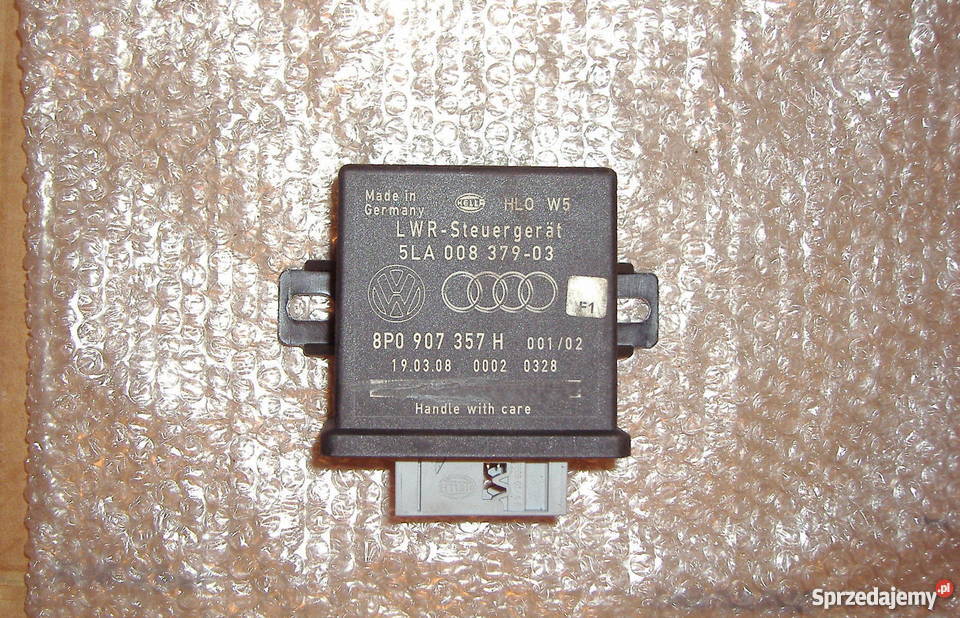 Made in
Germany
HELLA
HLO W5
LWR-Steuergerät
5LA 008 379-03
8P0 907 357 H 001/02
19.03.08 0002 0328
Handle with care
Sprzedajemy.pl